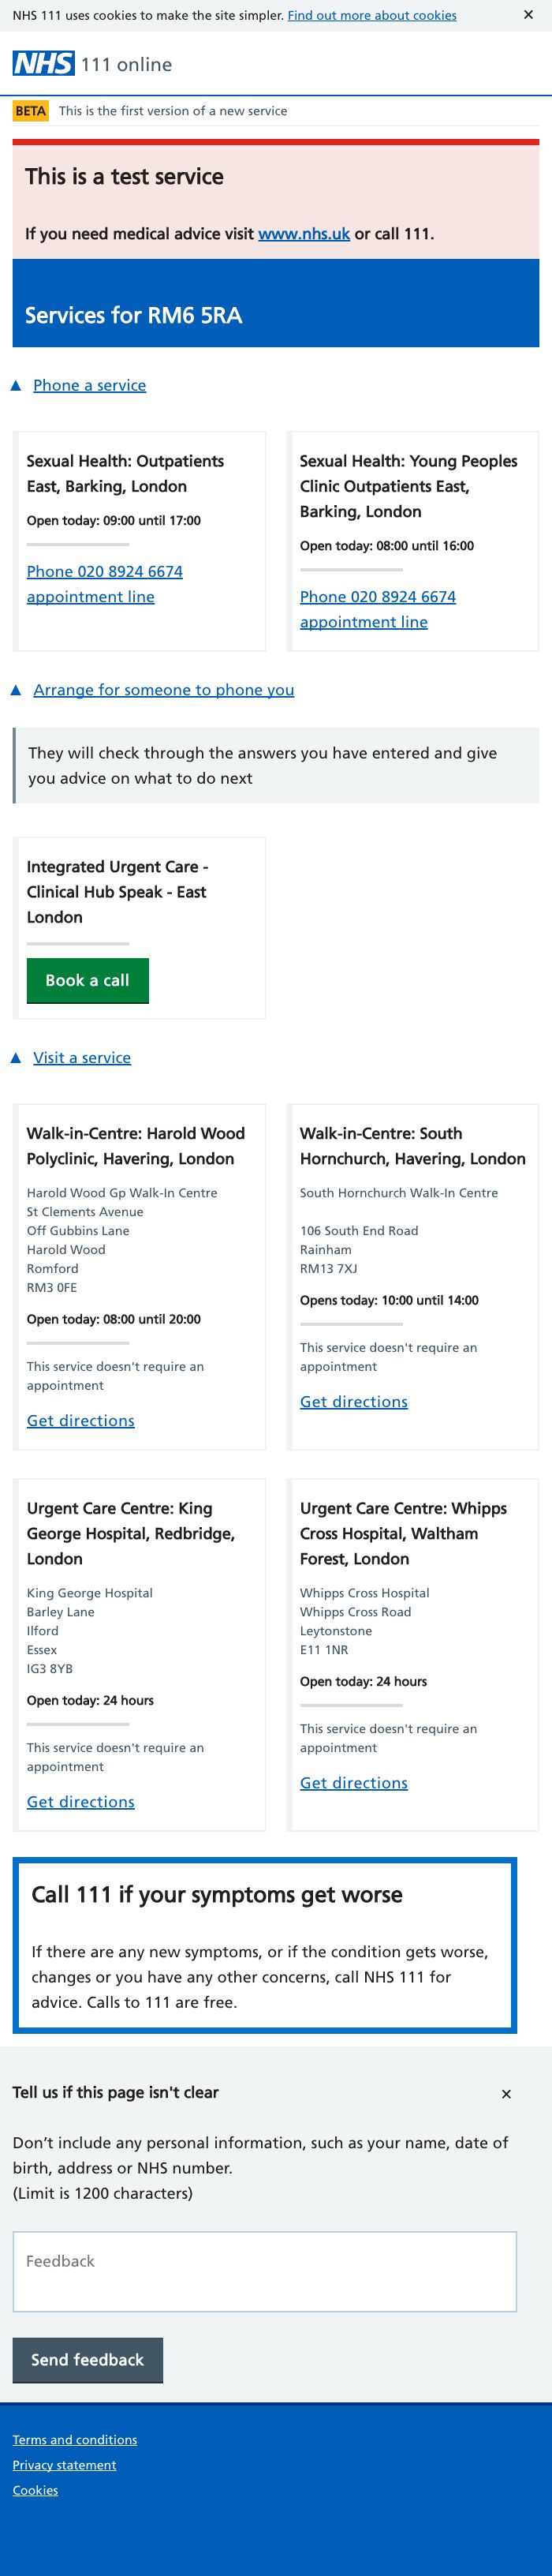 NHS 111 uses cookies to make the site simpler. Find out more about cookies ✕
NHS 111 online
BETA This is the first version of a new service
This is a test service
If you need medical advice visit www.nhs.uk or call 111.
Services for RM6 5RA
▲ Phone a service
Sexual Health: Outpatients
East, Barking, London
Open today: 09:00 until 17:00
Phone 020 8924 6674
appointment line
Sexual Health: Young Peoples
Clinic Outpatients East,
Barking, London
Open today: 08:00 until 16:00
Phone 020 8924 6674
appointment line
▲ Arrange for someone to phone you
They will check through the answers you have entered and give
you advice on what to do next
Integrated Urgent Care -
Clinical Hub Speak - East
London
Book a call
▲ Visit a service
Walk-in-Centre: Harold Wood
Polyclinic, Havering, London
Harold Wood Gp Walk-In Centre
St Clements Avenue
Off Gubbins Lane
Harold Wood
Romford
RM3 0FE
Open today: 08:00 until 20:00
This service doesn't require an
appointment
Get directions
Walk-in-Centre: South
Hornchurch, Havering, London
South Hornchurch Walk-In Centre
106 South End Road
Rainham
RM13 7XJ
Opens today: 10:00 until 14:00
This service doesn't require an
appointment
Get directions
Urgent Care Centre: King
George Hospital, Redbridge,
London
King George Hospital
Barley Lane
Ilford
Essex
IG3 8YB
Open today: 24 hours
This service doesn't require an
appointment
Get directions
Urgent Care Centre: Whipps
Cross Hospital, Waltham
Forest, London
Whipps Cross Hospital
Whipps Cross Road
Leytonstone
E11 1NR
Open today: 24 hours
This service doesn't require an
appointment
Get directions
Call 111 if your symptoms get worse
If there are any new symptoms, or if the condition gets worse,
changes or you have any other concerns, call NHS 111 for
advice. Calls to 111 are free.
Tell us if this page isn't clear ✕
Don’t include any personal information, such as your name, date of
birth, address or NHS number.
(Limit is 1200 characters)
Feedback
Send feedback
Terms and conditions
Privacy statement
Cookies